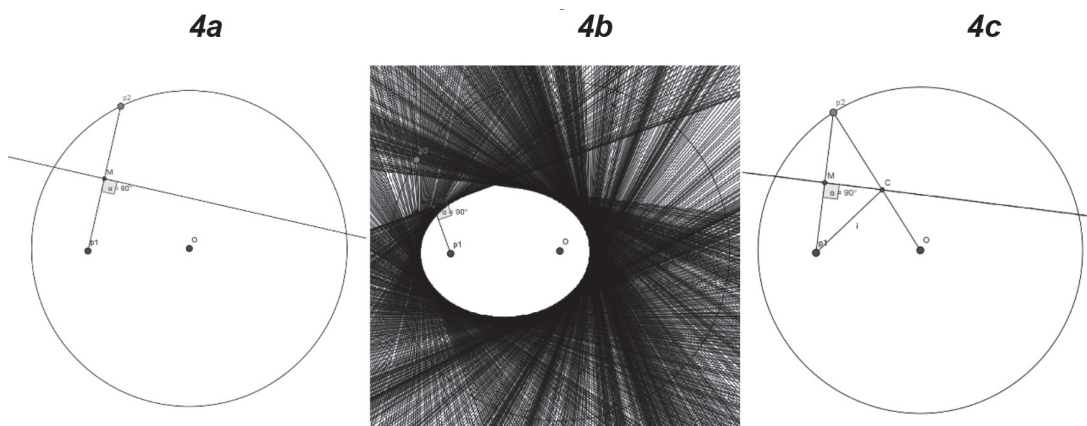 4a
4b
4c
p2
M
α = 90°
p1
O
p2
α = 90°
p1
O
p2
M
C
α = 90°
i
p1
O